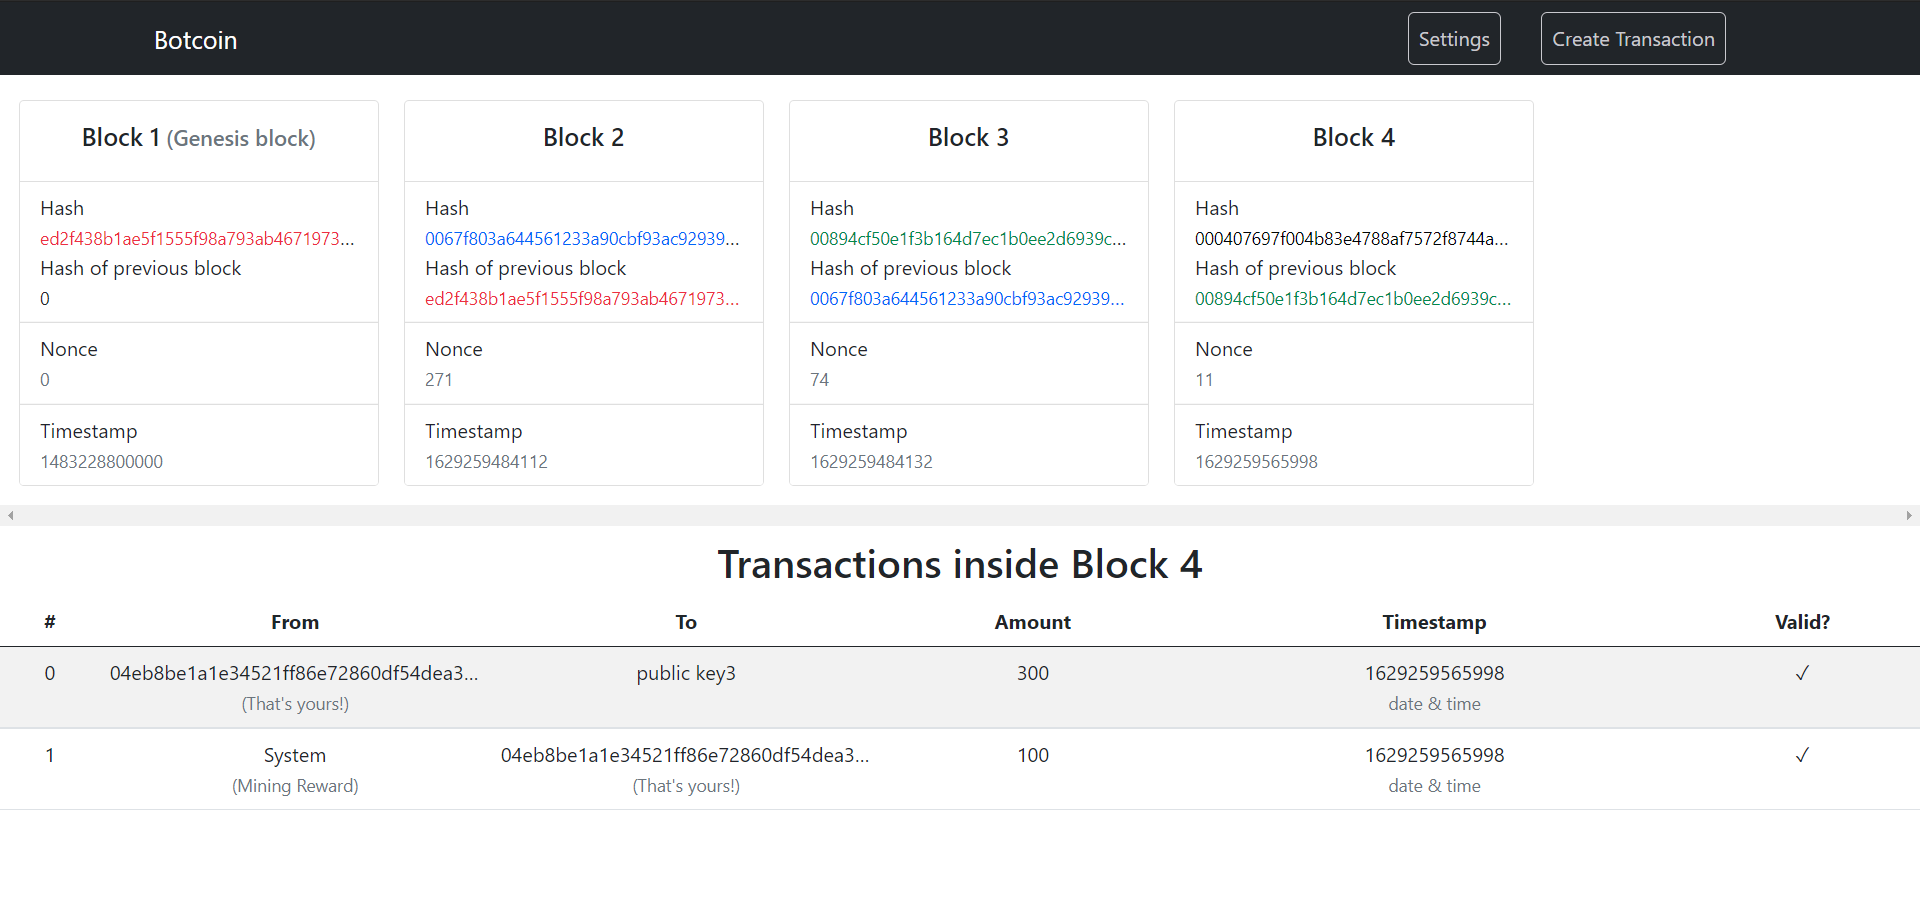 Botcoin Settings Create Transaction
Block 1 (Genesis block)
Hash
ed2f438b1ae5f1555f98a793ab4671973...
Hash of previous block
0
Nonce
0
Timestamp
1483228800000
Block 2
Hash
0067f803a644561233a90cbf93ac92939...
Hash of previous block
ed2f438b1ae5f1555f98a793ab4671973...
Nonce
271
Timestamp
1629259484112
Block 3
Hash
00894cf50e1f3b164d7ec1b0ee2d6939c...
Hash of previous block
0067f803a644561233a90cbf93ac92939...
Nonce
74
Timestamp
1629259484132
Block 4
Hash
000407697f004b83e4788af7572f8744a...
Hash of previous block
00894cf50e1f3b164d7ec1b0ee2d6939c...
Nonce
11
Timestamp
1629259565998
Transactions inside Block 4
# From To Amount Timestamp Valid?
0 04eb8be1a1e34521ff86e72860df54dea3... public key3 300 1629259565998 ✓
(That's yours!) date & time
1 System 04eb8be1a1e34521ff86e72860df54dea3... 100 1629259565998 ✓
(Mining Reward) (That's yours!) date & time